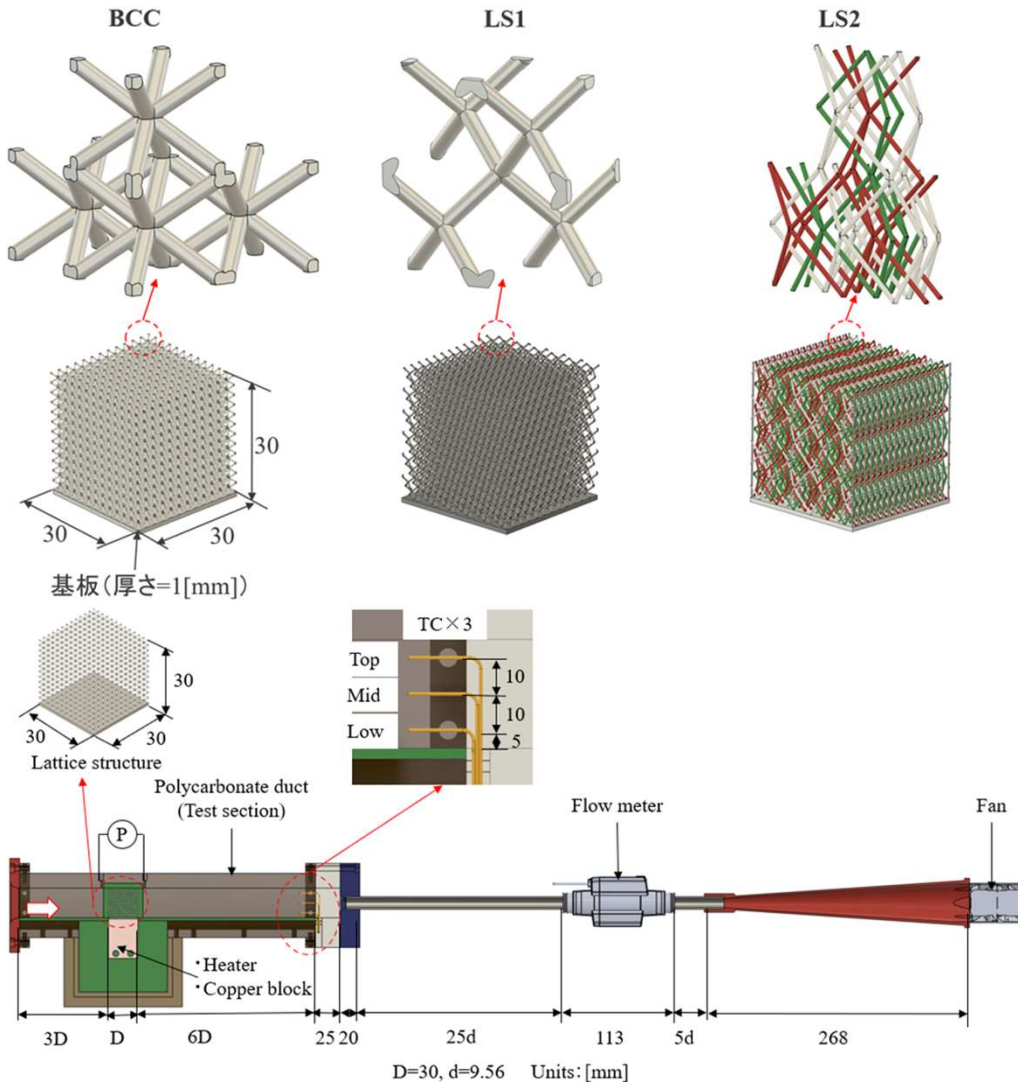 BCC
LS1
LS2
30
30
30
基板(厚さ=1[mm])
30
30
30
Lattice structure
TC×3
Top
Mid
Low
10
10
5
Polycarbonate duct
(Test section)
P
Flow meter
Fan
・Heater
・Copper block
3D
D
6D
25
20
25d
113
5d
268
D=30, d=9.56 Units: [mm]